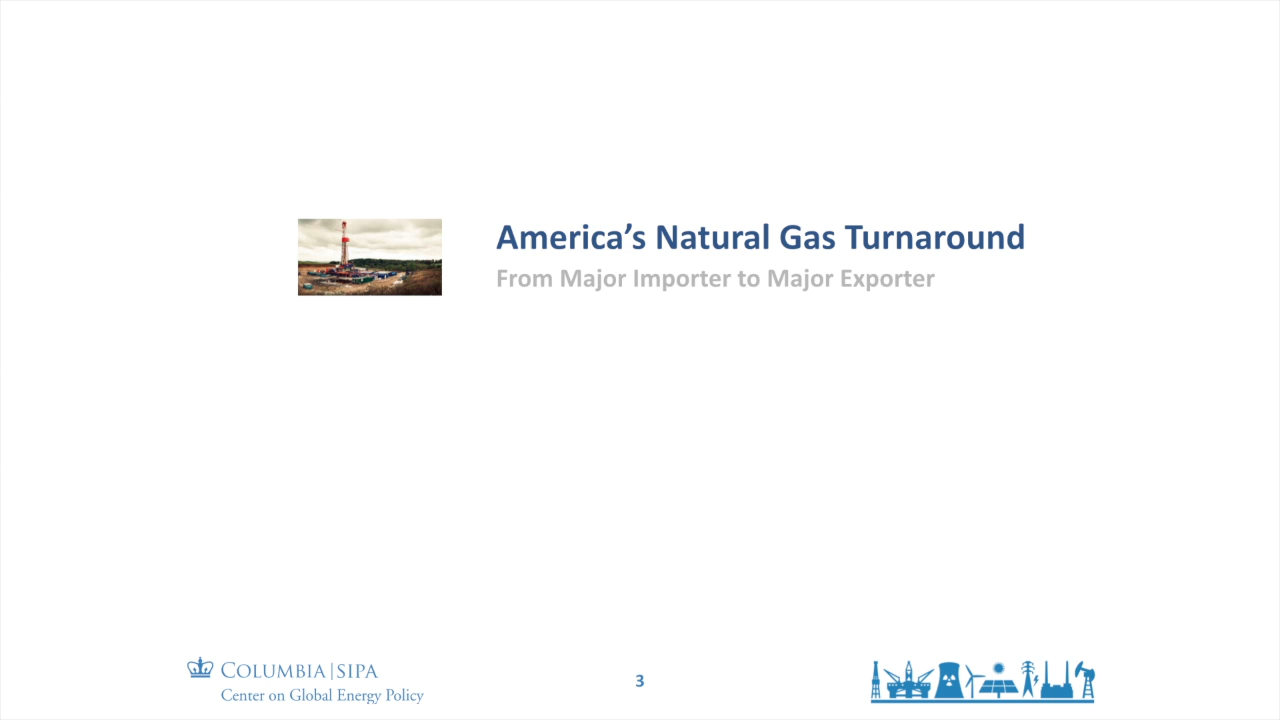 America’s Natural Gas Turnaround
From Major Importer to Major Exporter
COLUMBIA | SIPA
Center on Global Energy Policy
3